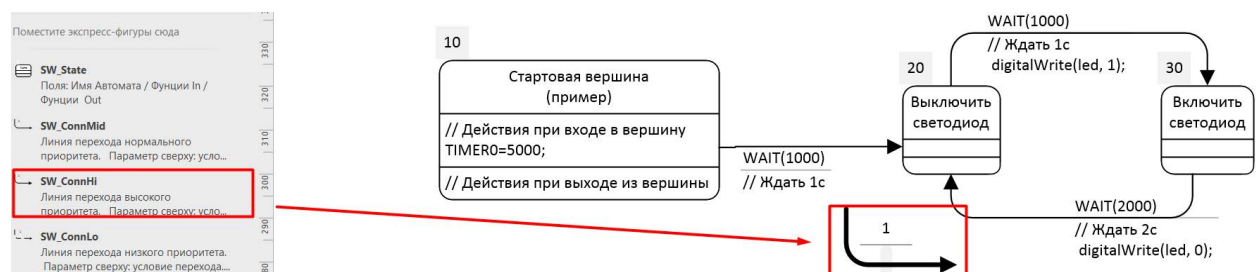 Поместите экспресс-фигуры сюда
SW_State
Поля: Имя Автомата / Фунции In /
Фунции Out
SW_ConnMid
Линия перехода нормального
приоритета. Параметр сверху: усло...
SW_ConnHi
Линия перехода высокого
приоритета. Параметр сверху: усло...
SW_ConnLo
Линия перехода низкого приоритета.
Параметр сверху: условие перехода....
330
320
310
300
290
10
Стартовая вершина
(пример)
// Действия при входе в вершину
TIMER0=5000;
// Действия при выходе из вершины
WAIT(1000)
// Ждать 1с
20
Выключить
светодиод
WAIT(1000)
// Ждать 1с
digitalWrite(led, 1);
30
Включить
светодиод
WAIT(2000)
// Ждать 2с
digitalWrite(led, 0);
1